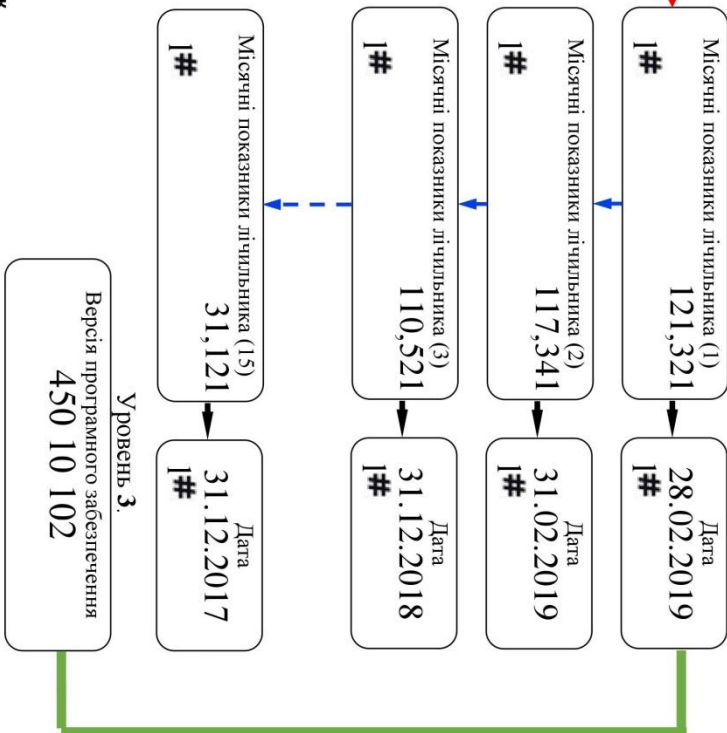 Місячні показники лічильника (1)
121,321
1#
Дата
28.02.2019
1#
Місячні показники лічильника (2)
117,341
1#
Дата
31.02.2019
1#
Місячні показники лічильника (3)
110,521
1#
Дата
31.12.2018
1#
Місячні показники лічильника (15)
31,121
1#
Дата
31.12.2017
1#
Уровень 3.
Версія програмного забезпечення
450 10 102